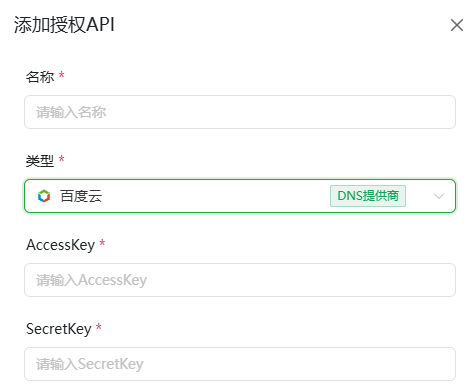 添加授权API
名称 *
请输入名称
类型 *
百度云 DNS提供商
AccessKey *
请输入AccessKey
SecretKey *
请输入SecretKey